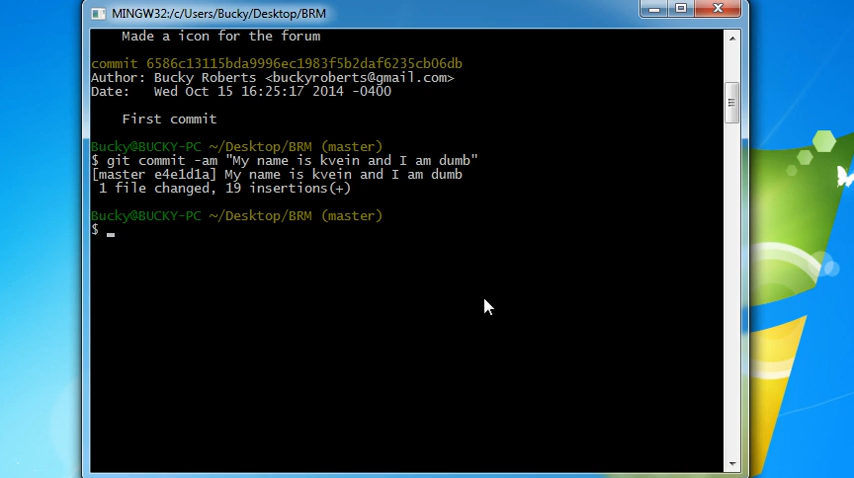 MINGW32:/c/Users/Bucky/Desktop/BRM
Made a icon for the forum
commit 6586c13115bda9996ec1983f5b2daf6235cb06db
Author: Bucky Roberts <buckyroberts@gmail.com>
Date: Wed Oct 15 16:25:17 2014 -0400
First commit
Bucky@BUCKY-PC ~/Desktop/BRM (master)
$ git commit -am "My name is kvein and I am dumb"
[master e4e1d1a] My name is kvein and I am dumb
1 file changed, 19 insertions(+)
Bucky@BUCKY-PC ~/Desktop/BRM (master)
$ _